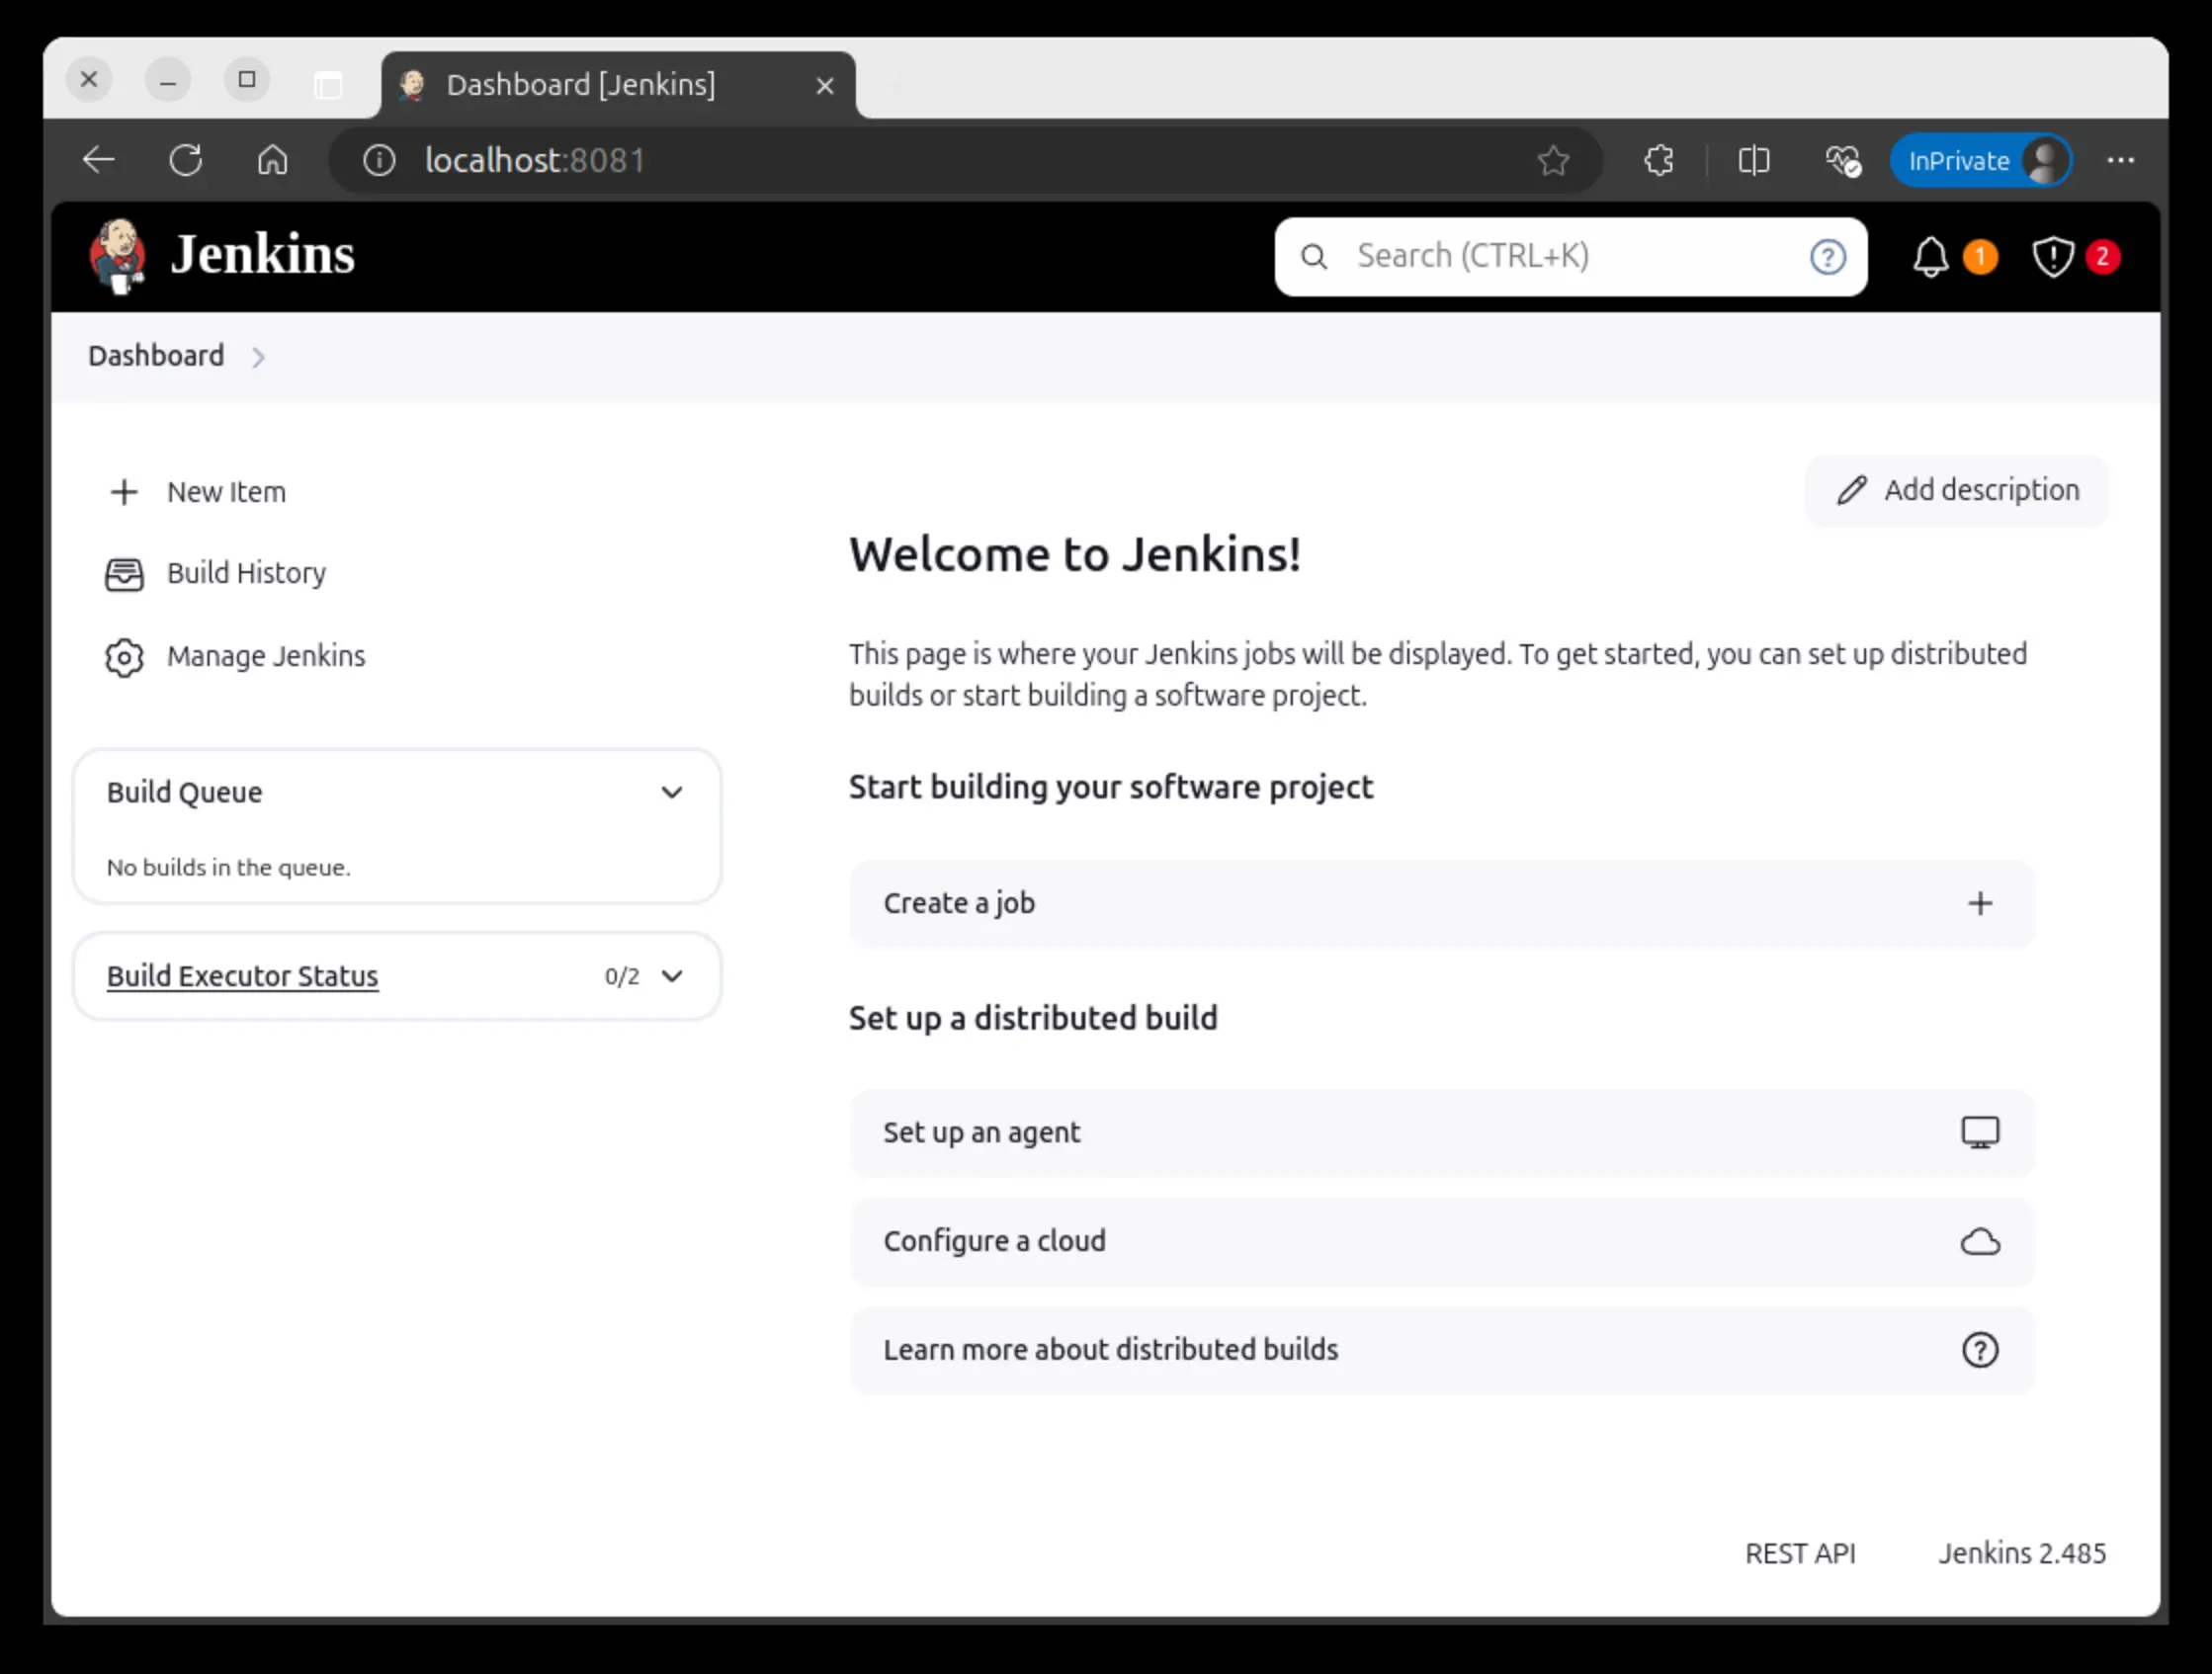 Dashboard [Jenkins]
localhost:8081
InPrivate
Jenkins
Search (CTRL+K)
1
2
Dashboard
New Item
Build History
Manage Jenkins
Build Queue
No builds in the queue.
Build Executor Status 0/2
Add description
Welcome to Jenkins!
This page is where your Jenkins jobs will be displayed. To get started, you can set up distributed
builds or start building a software project.
Start building your software project
Create a job
Set up a distributed build
Set up an agent
Configure a cloud
Learn more about distributed builds
REST API
Jenkins 2.485